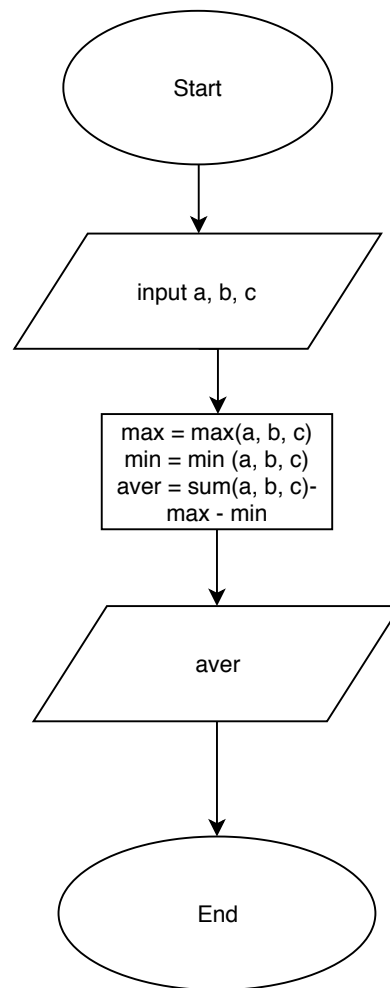 Start
input a, b, c
max = max(a, b, c)
min = min (a, b, c)
aver = sum(a, b, c)-
max - min
aver
End